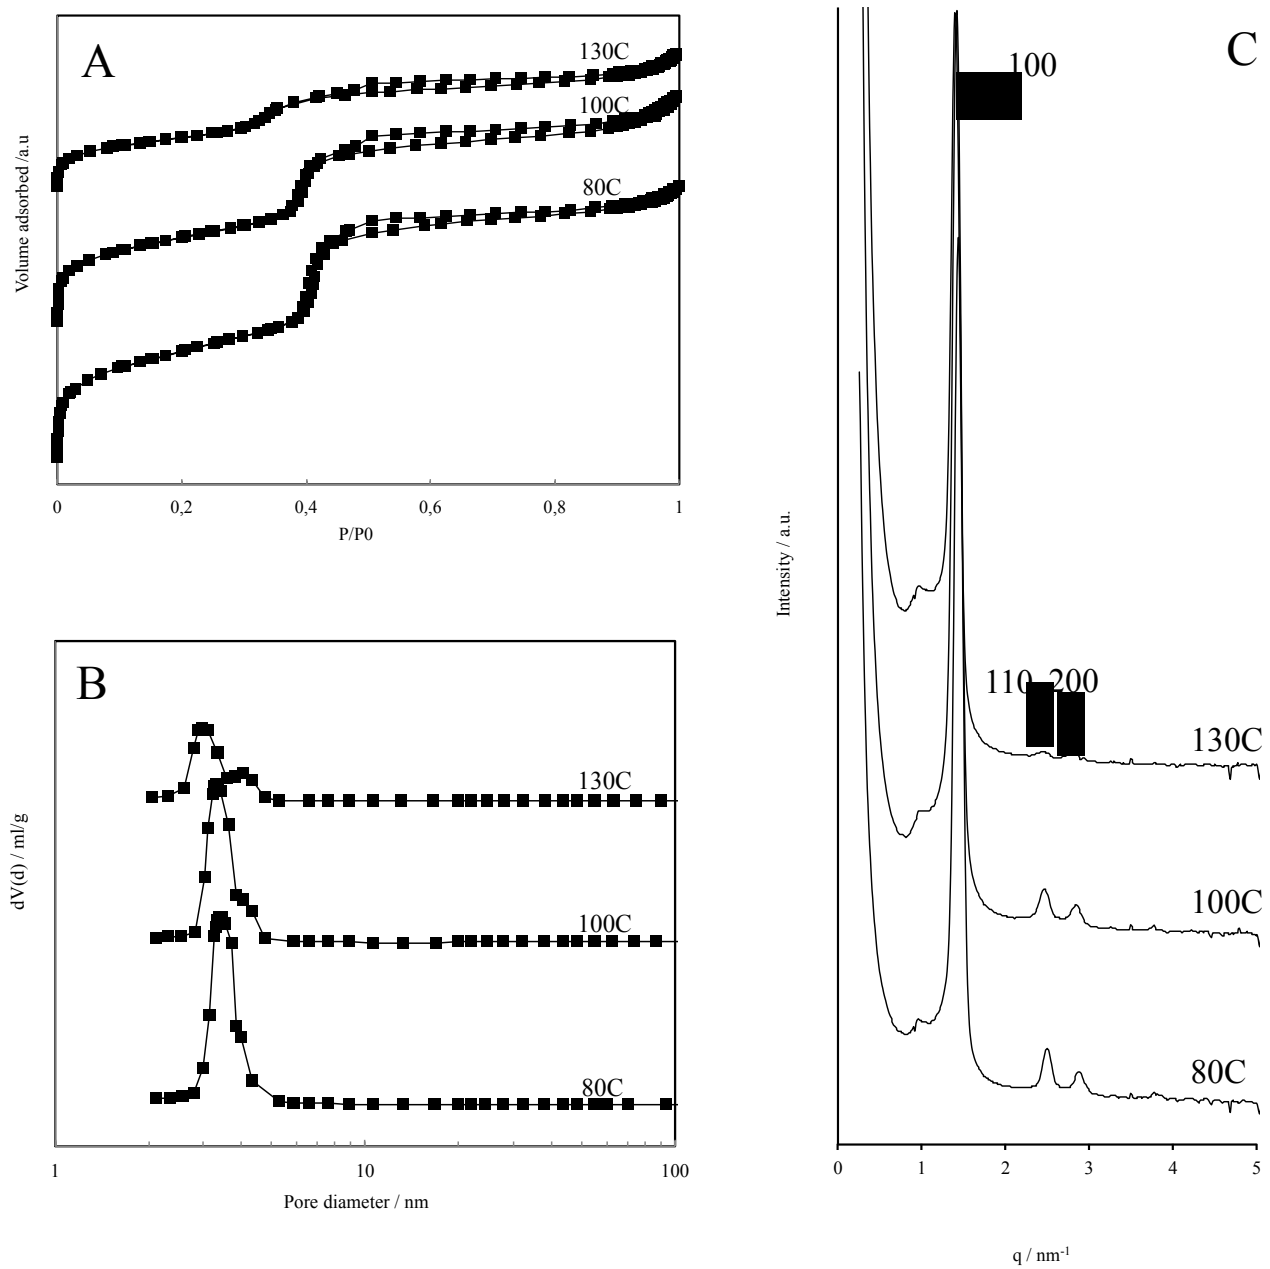 A
130C
100C
80C
Volume adsorbed /a.u
0 0,2 0,4 0,6 0,8 1
P/P0
B
130C
100C
80C
dV(d) / ml/g
1 10 100
Pore diameter / nm
C
100
110 200
130C
100C
80C
Intensity / a.u.
0 1 2 3 4 5
q / nm-1